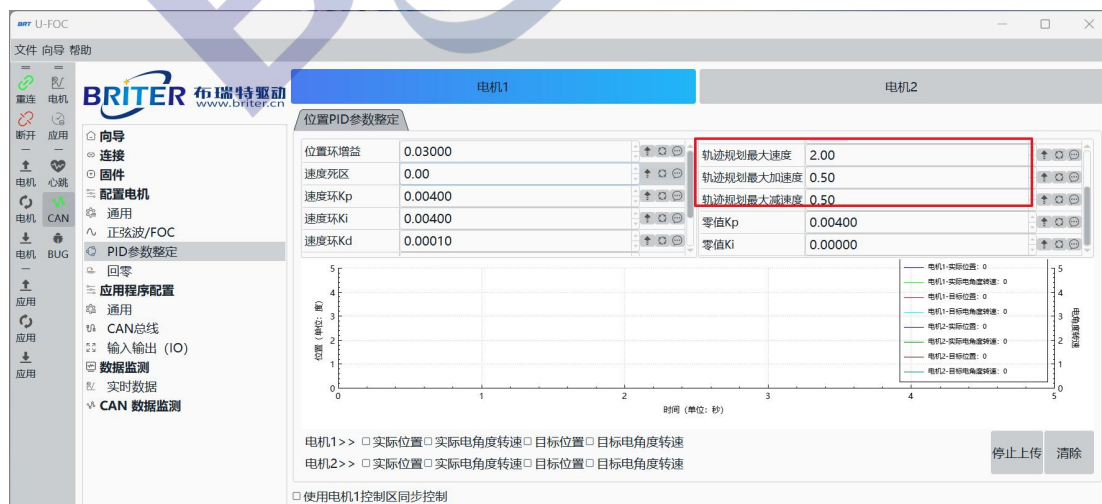 BRT U-FOC
文件 向导 帮助
重连 电机
断开 应用
电机 心跳
电机 CAN
电机 BUG
应用
应用
应用
BRITER 布瑞特驱动
www.briter.cn
向导
连接
固件
配置电机
通用
正弦波/FOC
PID参数整定
回零
应用程序配置
通用
CAN总线
输入输出（IO）
数据监测
实时数据
CAN 数据监测
电机1 电机2
位置PID参数整定
位置环增益 0.03000
速度死区 0.00
速度环Kp 0.00400
速度环Ki 0.00400
速度环Kd 0.00010
轨迹规划最大速度 2.00
轨迹规划最大加速度 0.50
轨迹规划最大减速度 0.50
零值Kp 0.00400
零值Ki 0.00000
位置（单位：度）
5
4
3
2
1
0
0 1 2 3 4 5
时间（单位：秒）
电机1-实际位置：0
电机1-实际电角度转速：0
电机1-目标位置：0
电机1-目标电角度转速：0
电机2-实际位置：0
电机2-实际电角度转速：0
电机2-目标位置：0
电机2-目标电角度转速：0
5
4
3
2
1
0
电角度转速
电机1>> 实际位置 实际电角度转速 目标位置 目标电角度转速
电机2>> 实际位置 实际电角度转速 目标位置 目标电角度转速
停止上传 清除
使用电机1控制区同步控制